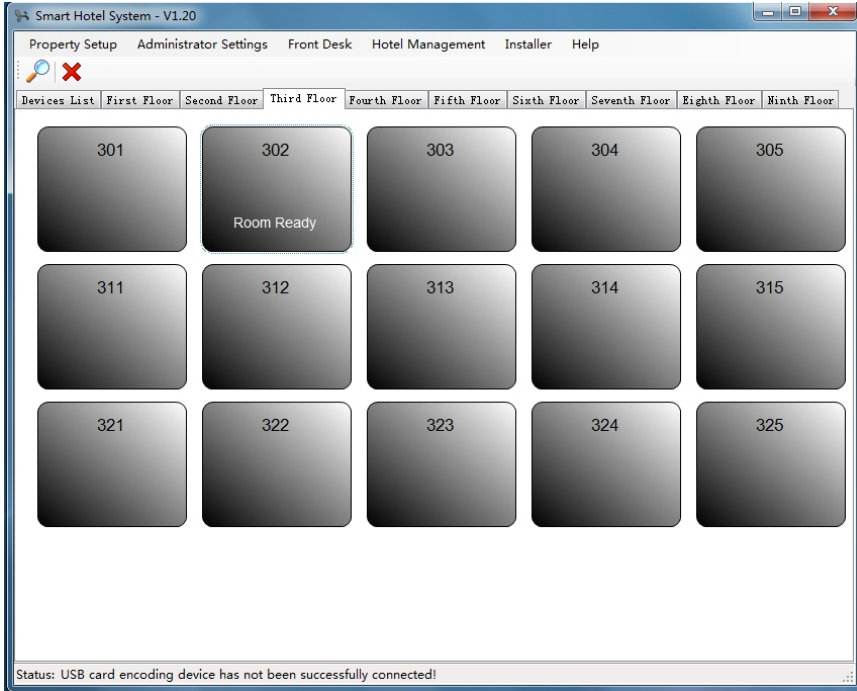 Smart Hotel System - V1.20
Property Setup Administrator Settings Front Desk Hotel Management Installer Help
Devices List First Floor Second Floor Third Floor Fourth Floor Fifth Floor Sixth Floor Seventh Floor Eighth Floor Ninth Floor
301 302 303 304 305
Room Ready
311 312 313 314 315
321 322 323 324 325
Status: USB card encoding device has not been successfully connected!